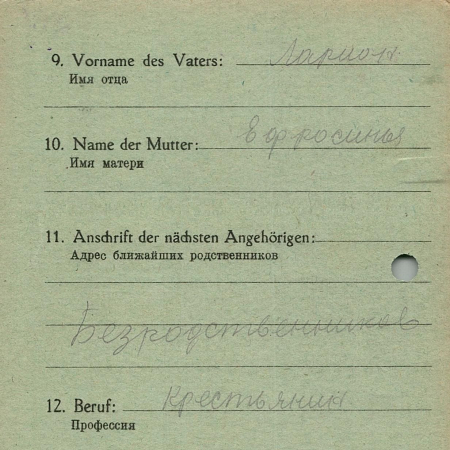 9. Vorname des Vaters: Ларион
Имя отца
10. Name der Mutter: Ефросинья
Имя матери
11. Anschrift der nächsten Angehörigen:
Адрес ближайших родственников
Безродственников
12. Beruf: Крестьянин
Профессия